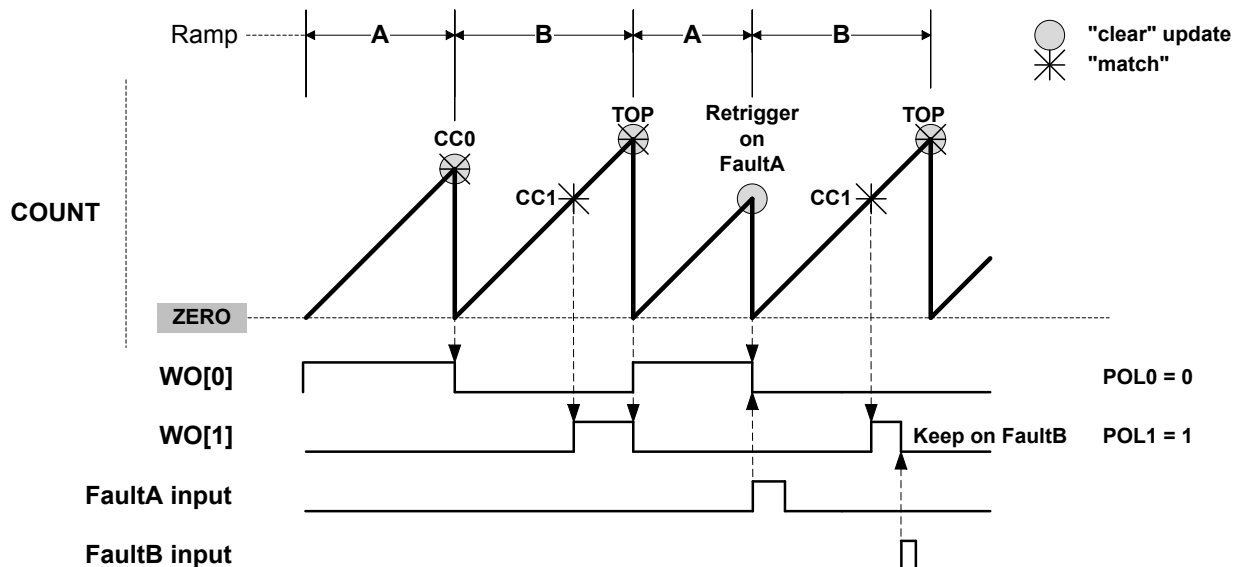 Ramp A B A B
"clear" update
"match"
CC0 TOP Retrigger
on
FaultA TOP
COUNT CC1 CC1
ZERO
WO[0] POL0 = 0
WO[1] Keep on FaultB POL1 = 1
FaultA input
FaultB input